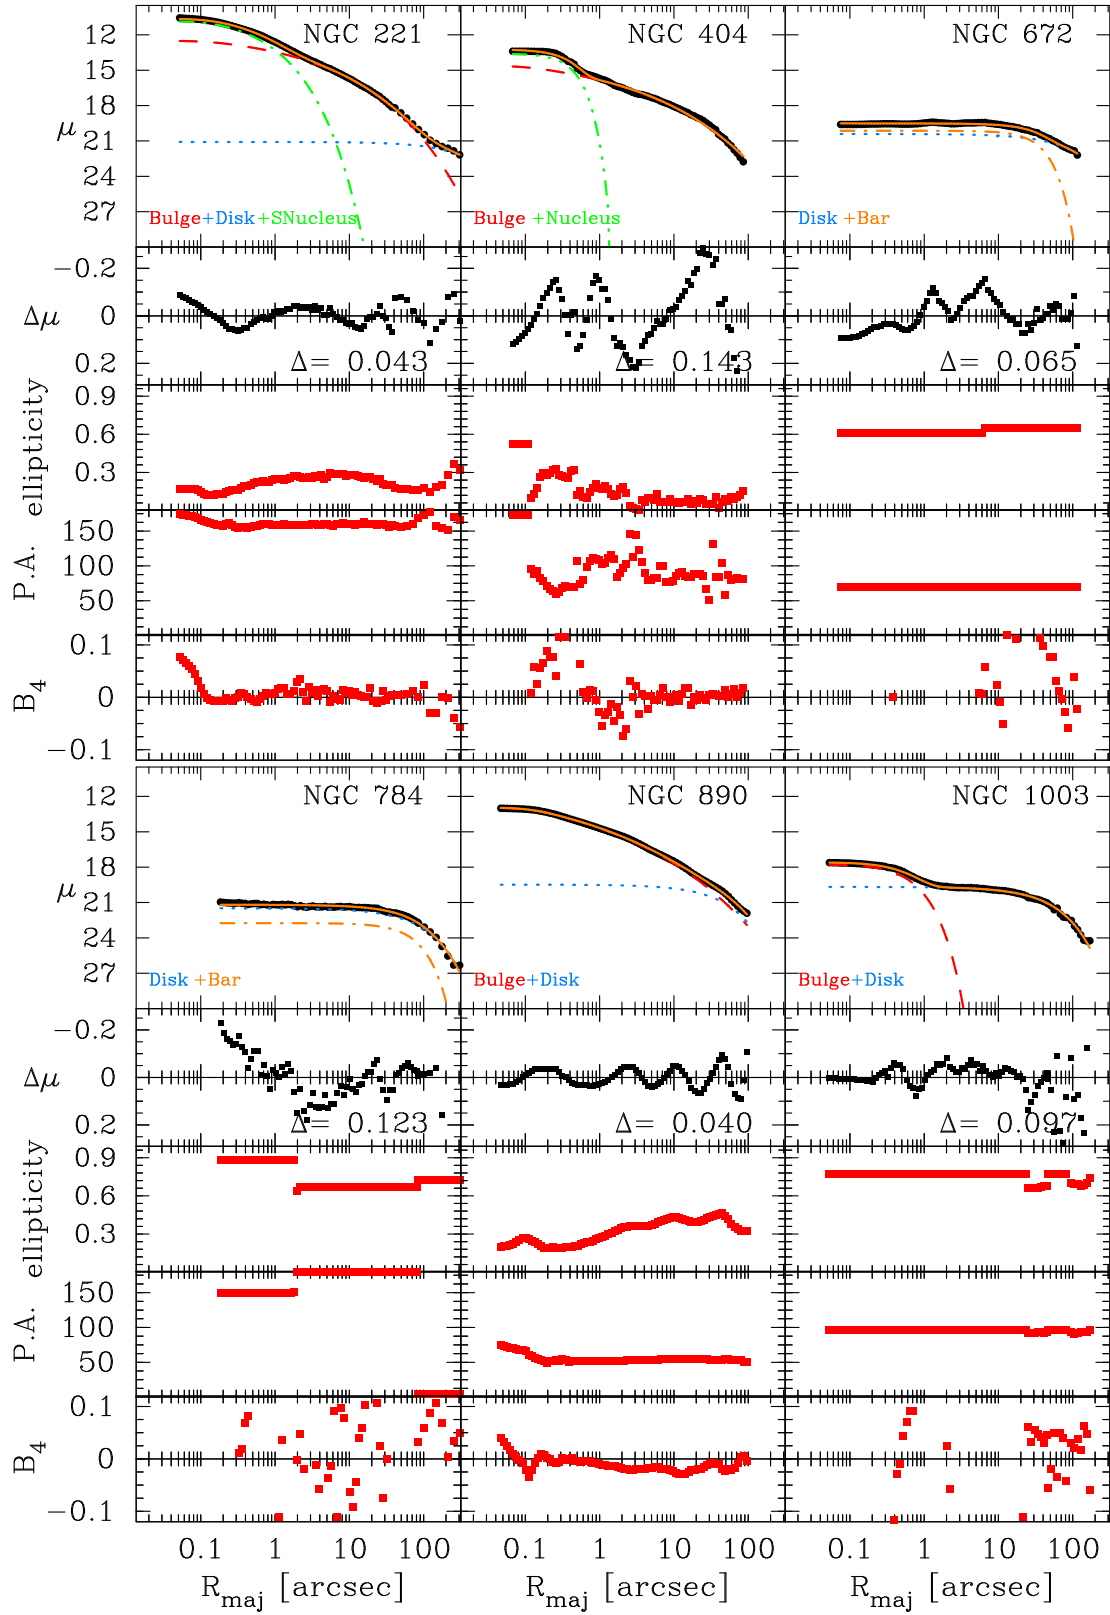 NGC 221 NGC 404 NGC 672
12
15
18
μ 21
24
27
Bulge+Disk+SNucleus Bulge +Nucleus Disk +Bar
−0.2
Δμ 0
0.2
Δ= 0.043 Δ= 0.143 Δ= 0.065
ellipticity
0.9
0.6
0.3
P.A.
150
100
50
B4
0.1
0
−0.1
NGC 784 NGC 890 NGC 1003
12
15
18
μ 21
24
27
Disk +Bar Bulge+Disk Bulge+Disk
−0.2
Δμ 0
0.2
Δ= 0.123 Δ= 0.040 Δ= 0.097
ellipticity
0.9
0.6
0.3
P.A.
150
100
50
B4
0.1
0
−0.1
0.1 1 10 100 0.1 1 10 100 0.1 1 10 100
Rmaj [arcsec] Rmaj [arcsec] Rmaj [arcsec]